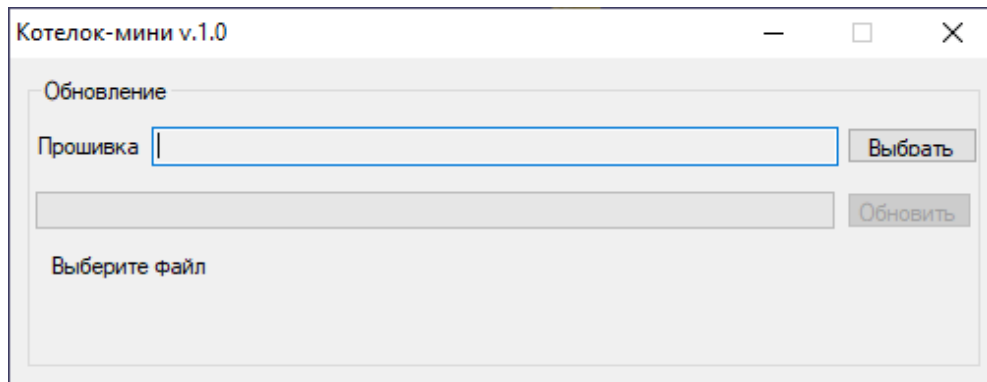 Котелок-мини v.1.0
Обновление
Прошивка Выбрать
Обновить
Выберите файл